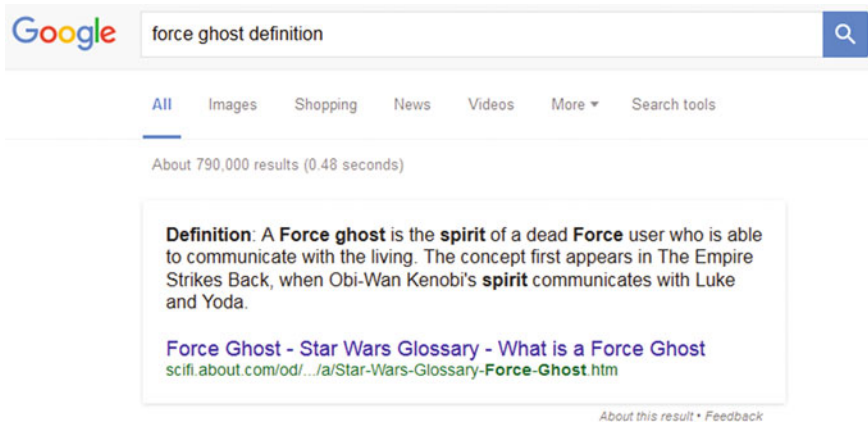 Google force ghost definition
All Images Shopping News Videos More Search tools
About 790,000 results (0.48 seconds)
Definition: A Force ghost is the spirit of a dead Force user who is able
to communicate with the living. The concept first appears in The Empire
Strikes Back, when Obi-Wan Kenobi's spirit communicates with Luke
and Yoda.
Force Ghost - Star Wars Glossary - What is a Force Ghost
scifi.about.com/od/.../a/Star-Wars-Glossary-Force-Ghost.htm
About this result • Feedback